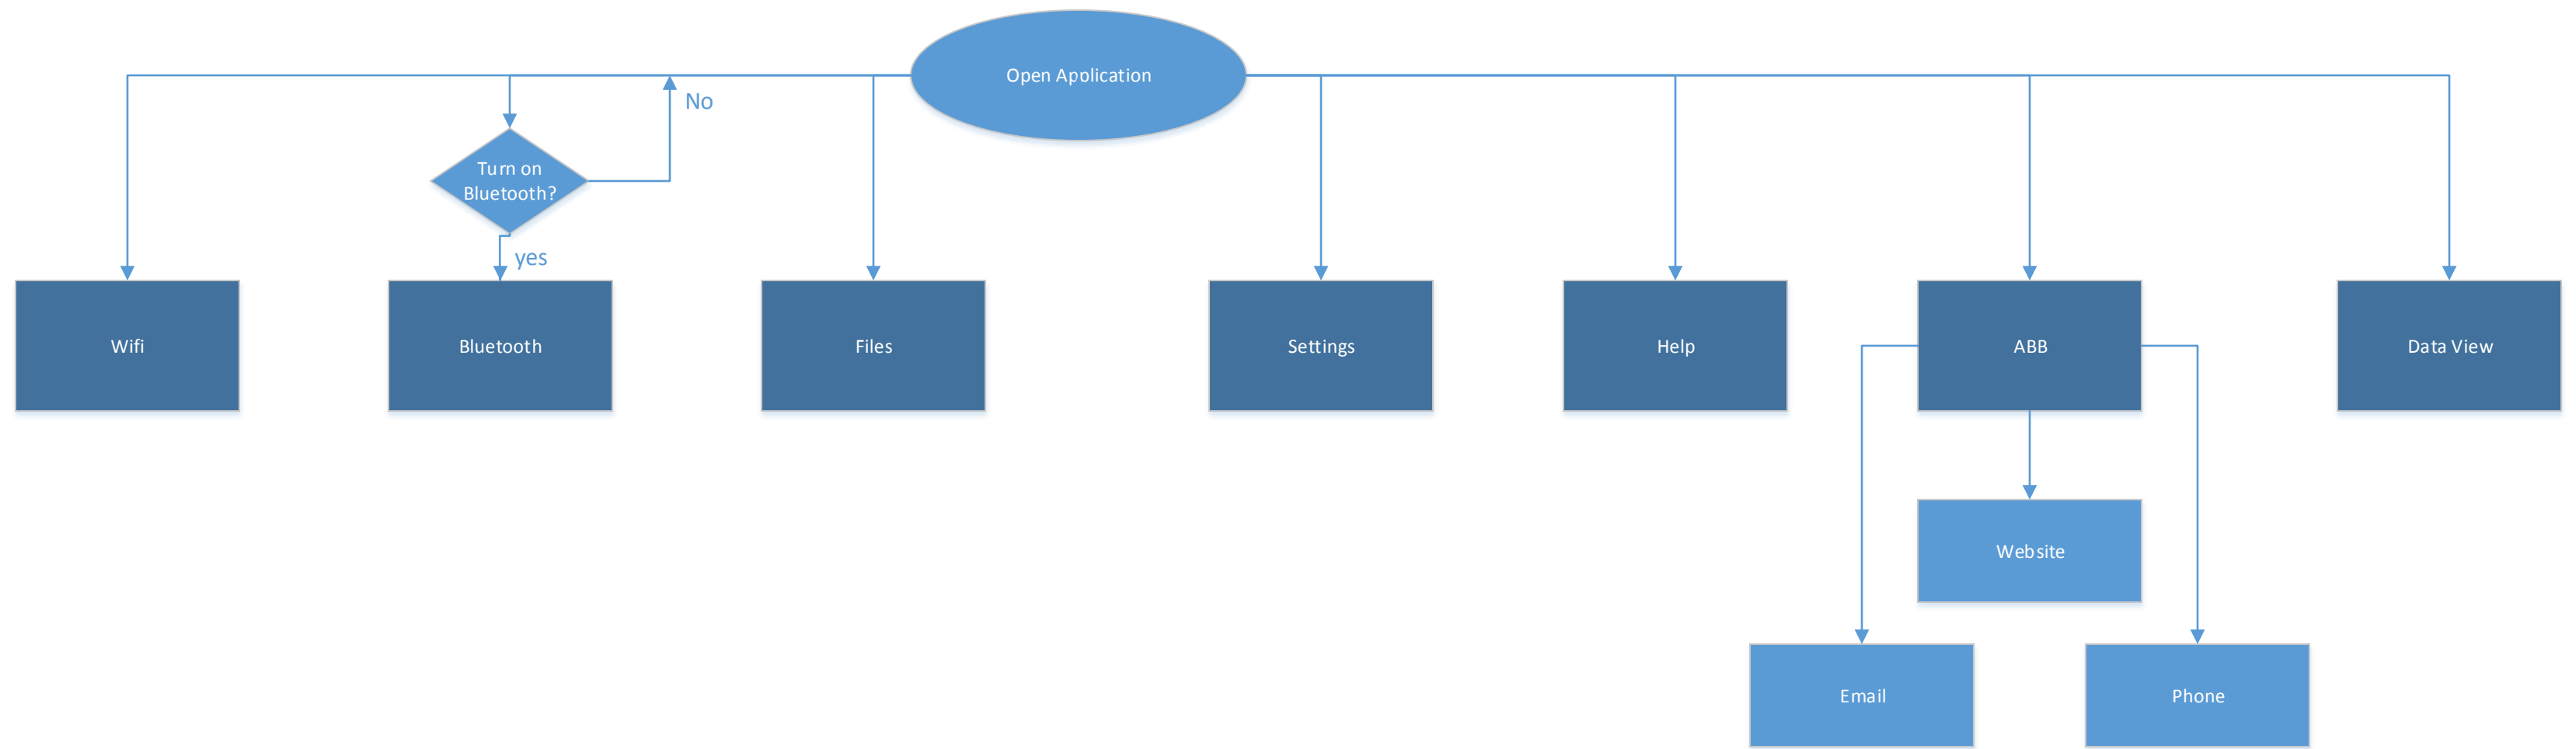 Open Application
No
Turn on
Bluetooth?
yes
Wifi
Bluetooth
Files
Settings
Help
ABB
Data View
Website
Email
Phone